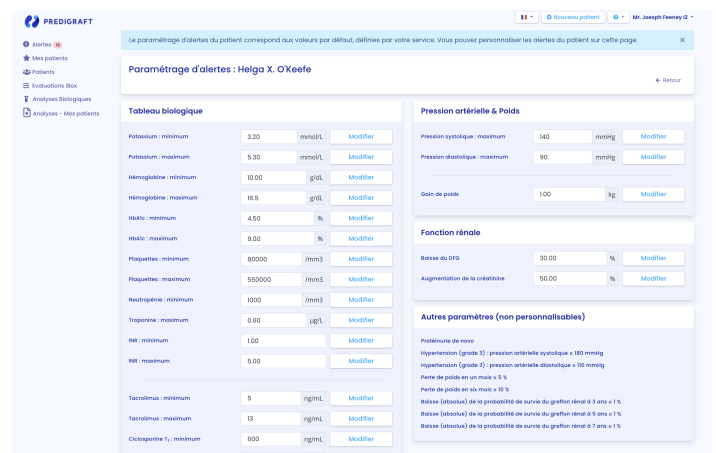 PREDIGRAFT
Nouveau patient
?
Mr. Joesph Feeney I2
Alertes 19
Mes patients
Patients
Evaluations iBox
Analyses Biologiques
Analyses - Mes patients
Le paramétrage d'alertes du patient correspond aux valeurs par défaut, définies par votre service. Vous pouvez personnaliser les alertes du patient sur cette page.
Paramétrage d'alertes : Helga X. O'Keefe
← Retour
Tableau biologique
Potassium : minimum 3.20 mmol/L Modifier
Potassium : maximum 5.30 mmol/L Modifier
Hémoglobine : minimum 10.00 g/dL Modifier
Hémoglobine : maximum 16.5 g/dL Modifier
HbA1c : minimum 4.50 % Modifier
HbA1c : maximum 9.00 % Modifier
Plaquettes : minimum 80000 /mm3 Modifier
Plaquettes : maximum 550000 /mm3 Modifier
Neutropénie : minimum 1000 /mm3 Modifier
Troponine : maximum 0.60 µg/L Modifier
INR : minimum 1.00 Modifier
INR : maximum 5.00 Modifier
Tacrolimus : minimum 5 ng/mL Modifier
Tacrolimus : maximum 13 ng/mL Modifier
Ciclosporine T₂ : minimum 600 ng/mL Modifier
Pression artérielle & Poids
Pression systolique : maximum 140 mmHg Modifier
Pression diastolique : maximum 90 mmHg Modifier
Gain de poids 1.00 kg Modifier
Fonction rénale
Baisse du DFG 30.00 % Modifier
Augmentation de la créatinine 50.00 % Modifier
Autres paramètres (non personnalisables)
Protéinurie de novo
Hypertension (grade 3) : pression artérielle systolique ≥ 180 mmHg
Hypertension (grade 3) : pression artérielle diastolique ≥ 110 mmHg
Perte de poids en un mois ≥ 5 %
Perte de poids en six mois ≥ 10 %
Baisse (absolue) de la probabilité de survie du greffon rénal à 3 ans ≥ 1 %
Baisse (absolue) de la probabilité de survie du greffon rénal à 5 ans ≥ 1 %
Baisse (absolue) de la probabilité de survie du greffon rénal à 7 ans ≥ 1 %